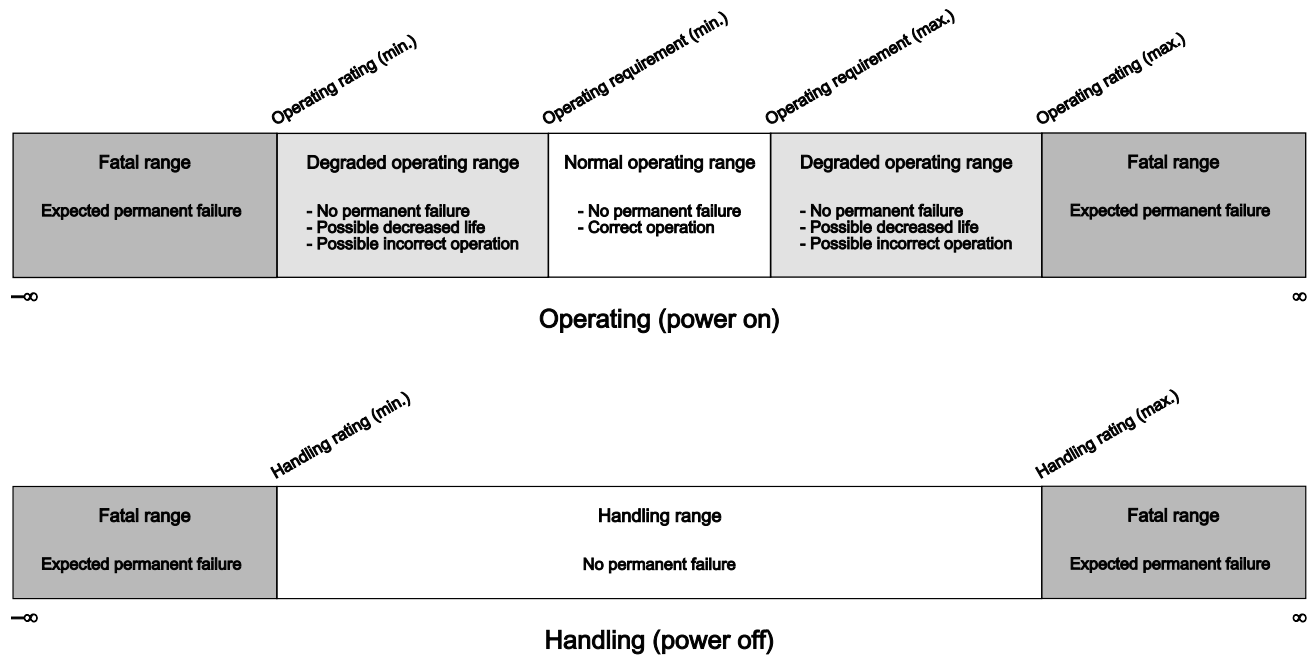 Operating rating (min.)
Operating requirement (min.)
Operating requirement (max.)
Operating rating (max.)
Fatal range
Degraded operating range
Normal operating range
Degraded operating range
Fatal range
Expected permanent failure
- No permanent failure
- Possible decreased life
- Possible incorrect operation
- No permanent failure
- Correct operation
- No permanent failure
- Possible decreased life
- Possible incorrect operation
Expected permanent failure
–∞
∞
Operating (power on)
Handling rating (min.)
Handling rating (max.)
Fatal range
Handling range
Fatal range
Expected permanent failure
No permanent failure
Expected permanent failure
–∞
∞
Handling (power off)